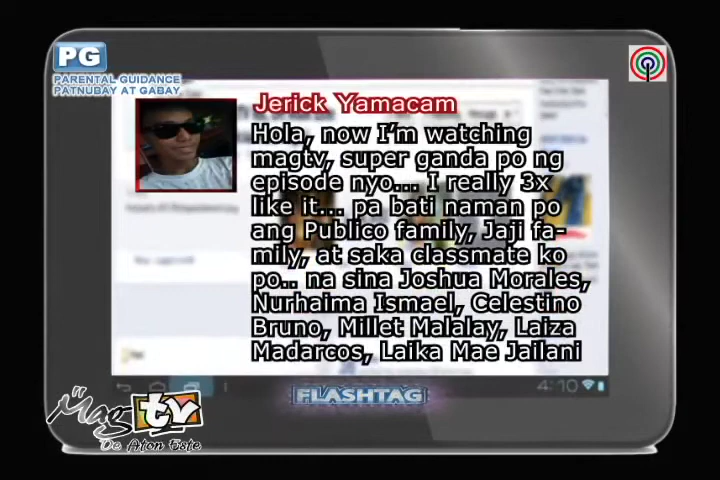 PG
PARENTAL GUIDANCE
PATNUBAY AT GABAY
Jerick Yamacam
Hola, now I'm watching
magtv, super ganda po ng
episode nyo... I really 3x
like it... pa bati naman po
ang Publico family, Jaji fa-
mily, at saka classmate ko
po.. na sina Joshua Morales,
Nurhaima Ismael, Celestino
Bruno, Millet Malalay, Laiza
Madarcos, Laika Mae Jailani
FLASHTAG
4:10
Mag tv
De Aton Este